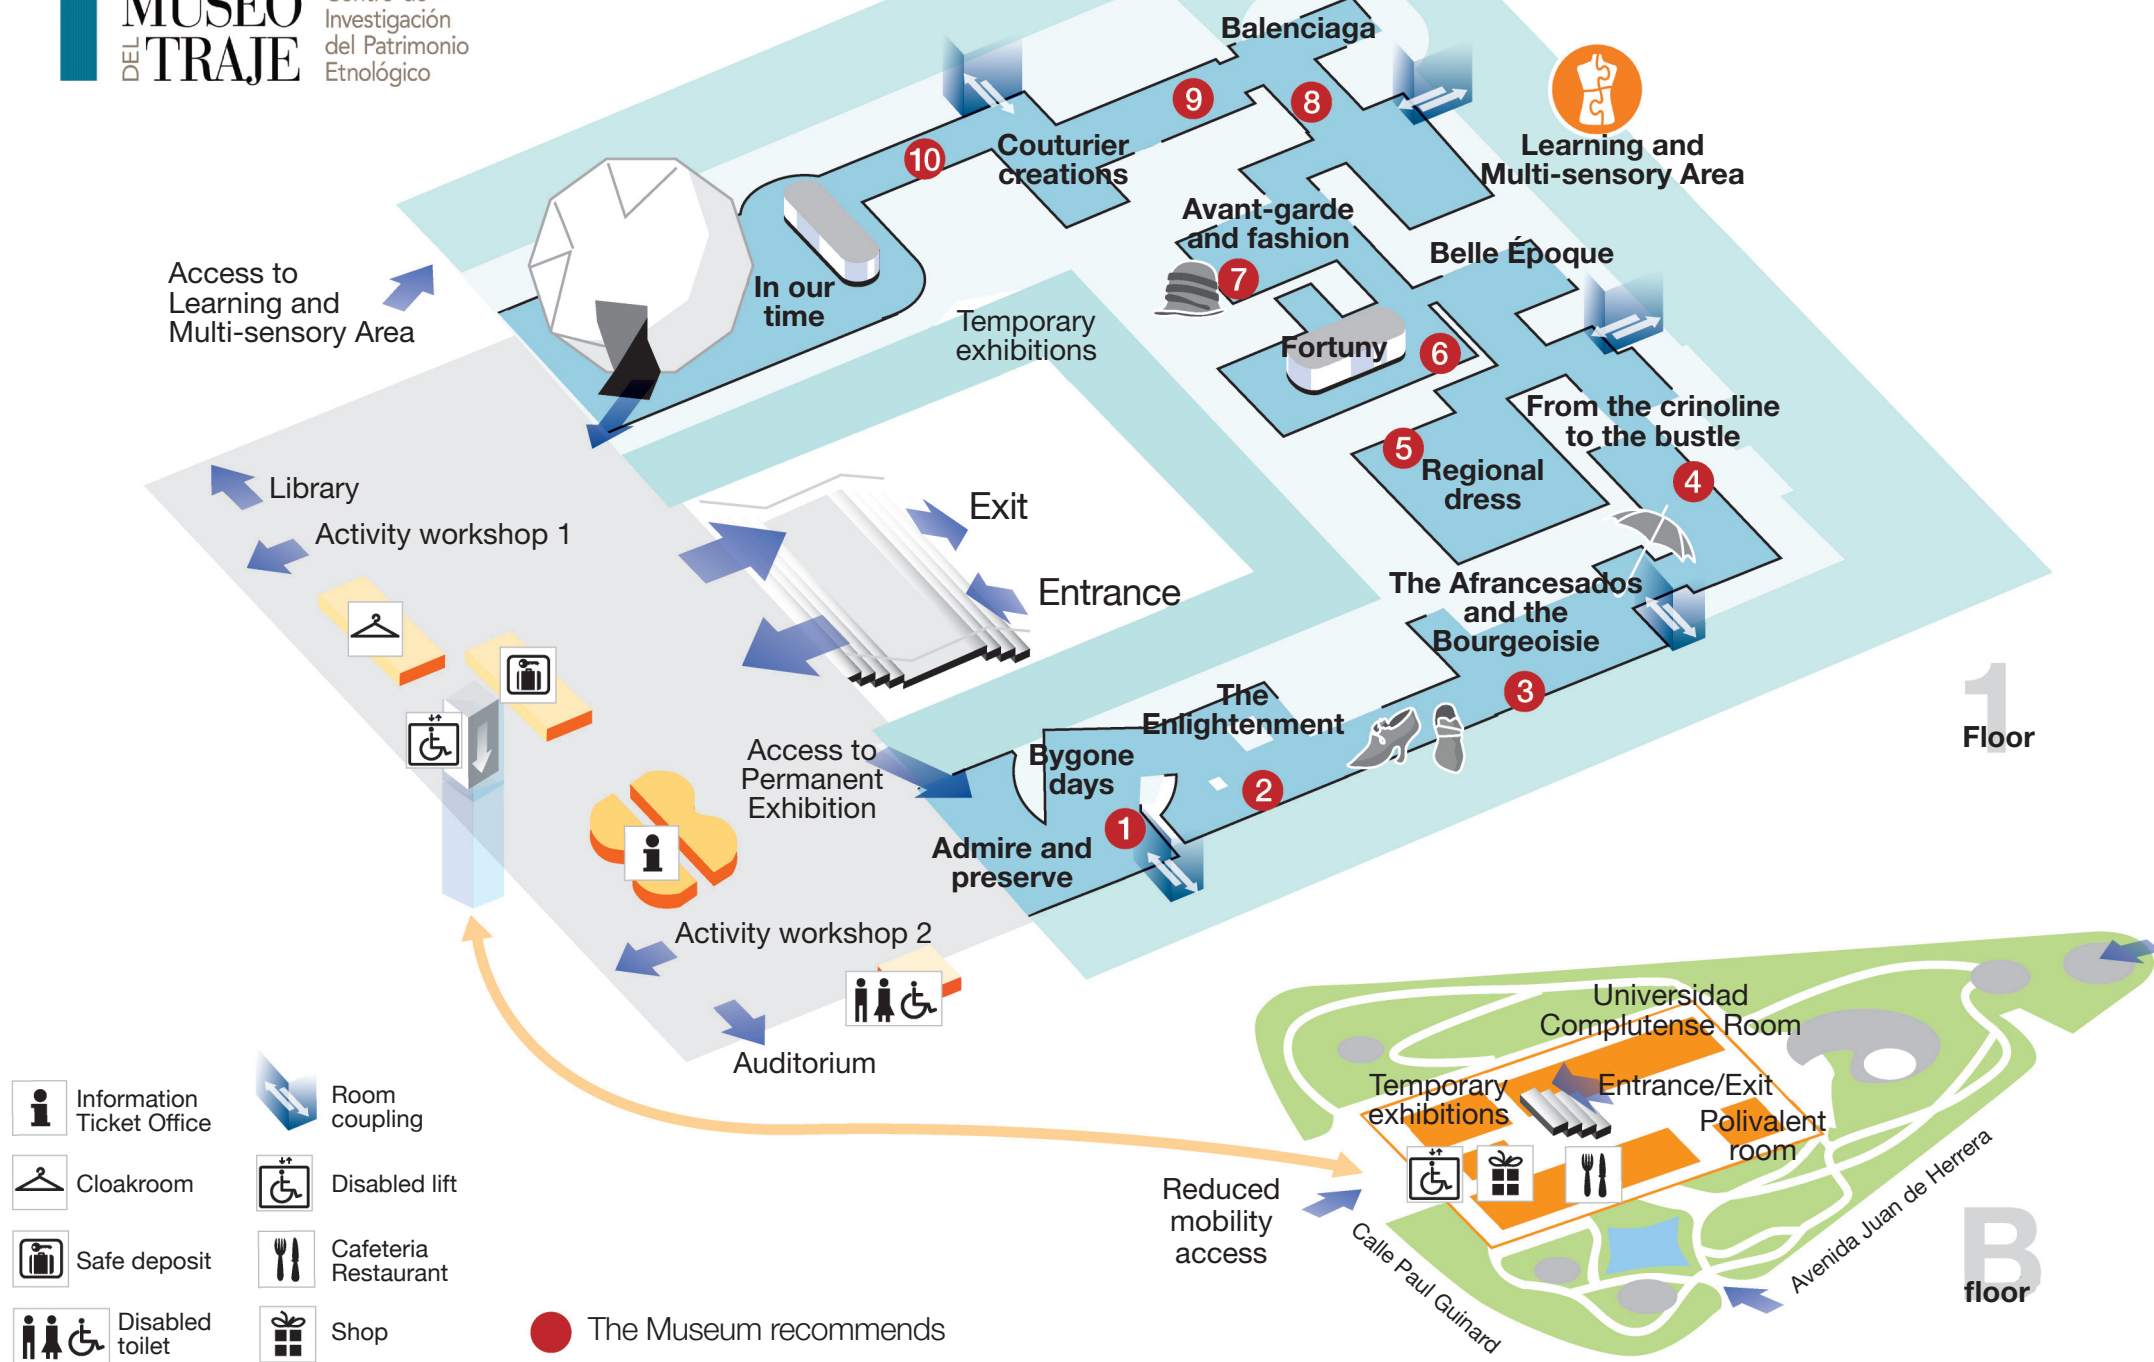 MUSEO
DEL TRAJE
Centro de
Investigación
del Patrimonio
Etnológico
Balenciaga
9
8
10
Couturier
creations
Learning and
Multi-sensory Area
Avant-garde
and fashion
7
Belle Époque
Access to
Learning and
Multi-sensory Area
In our
time
Temporary
exhibitions
Fortuny
6
From the crinoline
to the bustle
5
Regional
dress
4
Library
Activity workshop 1
Exit
Entrance
The Afrancesados
and the
Bourgeoisie
3
The
Enlightenment
2
Bygone
days
1
Access to
Permanent
Exhibition
Admire and
preserve
1
Floor
Activity workshop 2
Auditorium
Universidad
Complutense Room
Temporary
exhibitions
Entrance/Exit
Polivalent
room
Reduced
mobility
access
Calle Paul Guinard
Avenida Juan de Herrera
B
floor
Information
Ticket Office
Room
coupling
Cloakroom
Disabled lift
Safe deposit
Cafeteria
Restaurant
Disabled
toilet
Shop
The Museum recommends